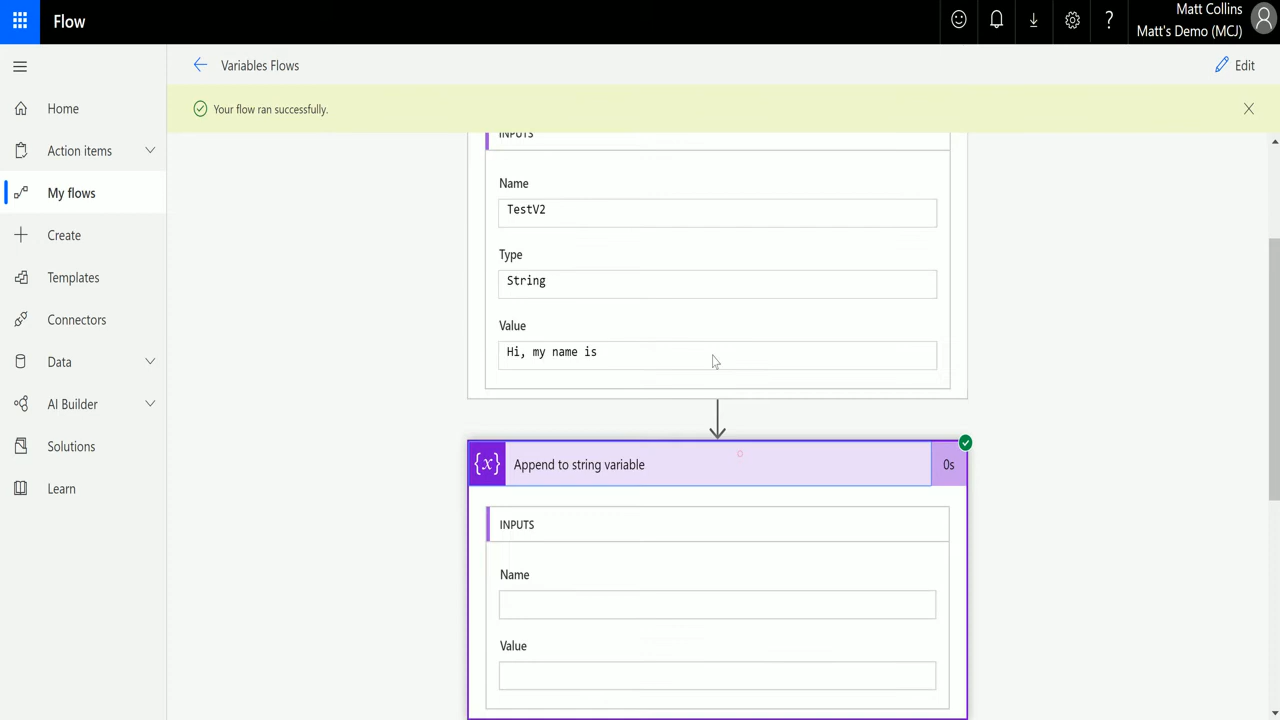 Flow
?
Matt Collins
Matt's Demo (MCJ)
Variables Flows
Edit
Your flow ran successfully.
Home
Action items
My flows
Create
Templates
Connectors
Data
AI Builder
Solutions
Learn
INPUTS
Name
TestV2
Type
String
Value
Hi, my name is
{x}
Append to string variable
0s
INPUTS
Name
Value